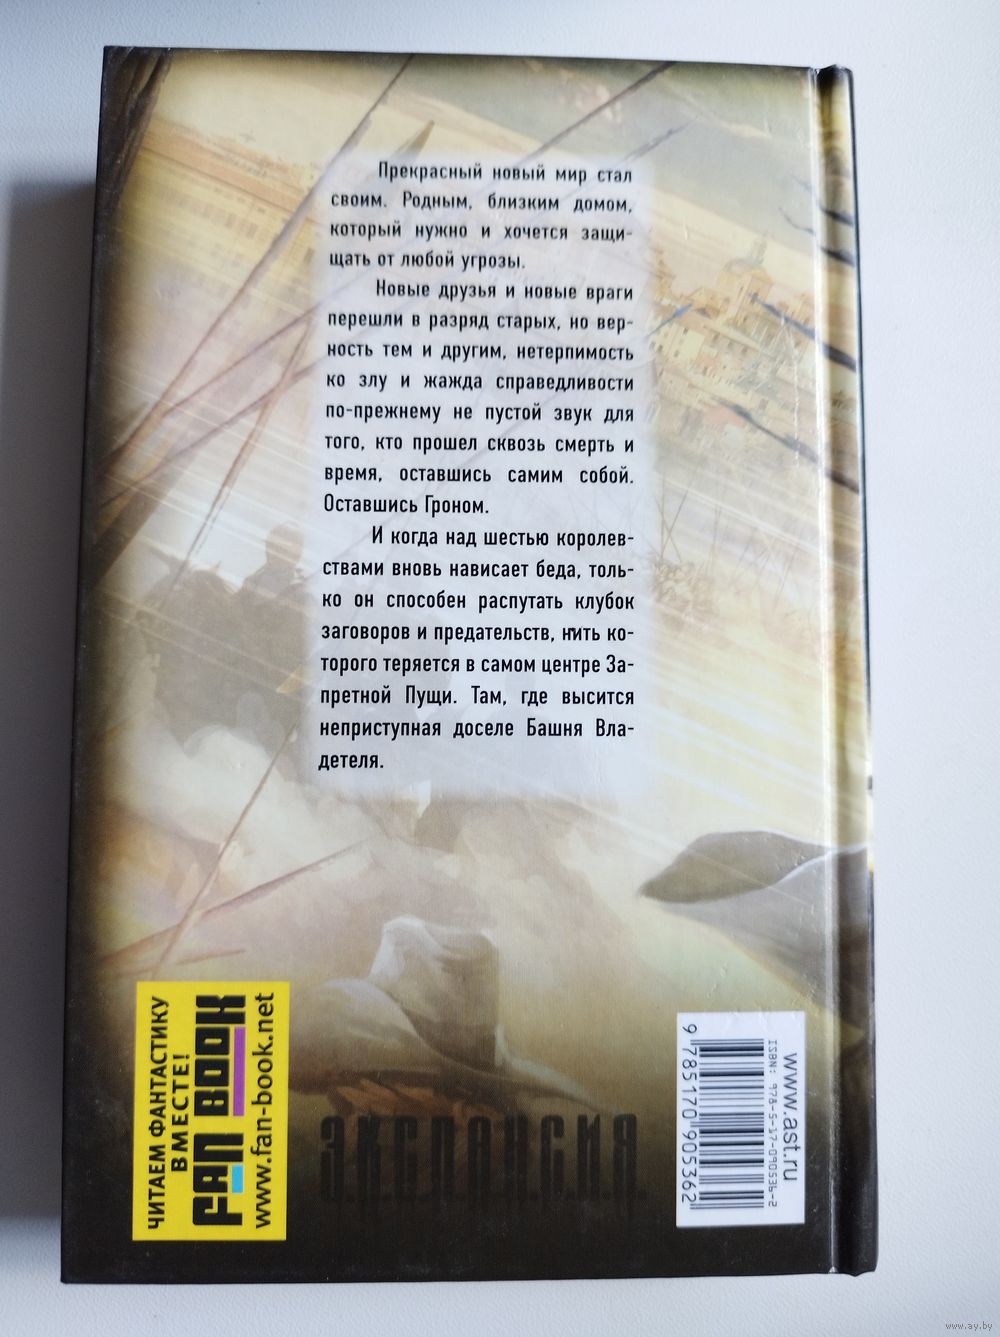 Прекрасный новый мир стал
своим. Родным, близким домом,
который нужно и хочется защи-
щать от любой угрозы.
Новые друзья и новые враги
перешли в разряд старых, но вер-
ность тем и другим, нетерпимость
ко злу и жажда справедливости
по-прежнему не пустой звук для
того, кто прошел сквозь смерть и
время, оставшись самим собой.
Оставшись Гроном.
И когда над шестью королев-
ствами вновь нависает беда, толь-
ко он способен распутать клубок
заговоров и предательств, нить ко-
торого теряется в самом центре За-
претной Пущи. Там, где высится
неприступная доселе Башня Вла-
детеля.
ЧИТАЕМ ФАНТАСТИКУ
ВМЕСТЕ!
FAN BOOK
www.fan-book.net
Э.К.С.П.А.Н.С.И.Я.
www.ast.ru
ISBN: 978-5-17-090536-2
9 785170 905362
www.ay.by